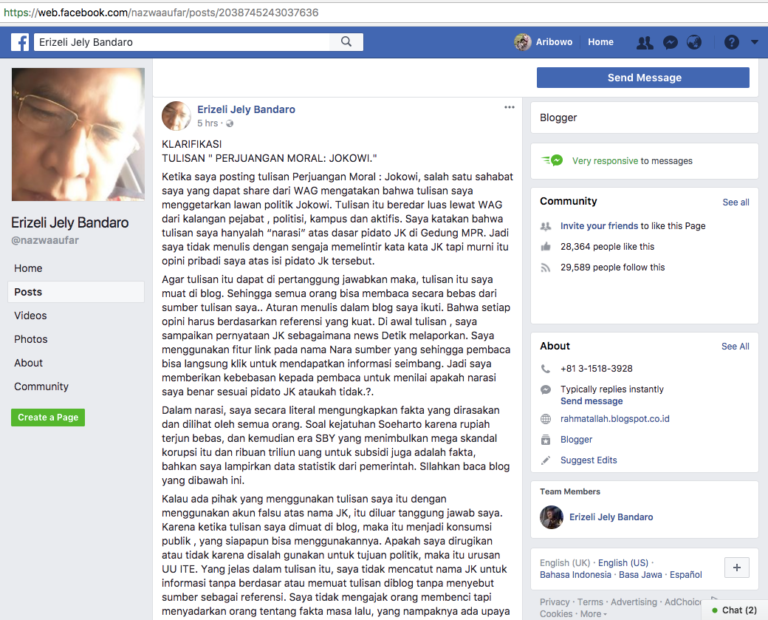 https://web.facebook.com/nazwaaufar/posts/2038745243037636
Erizeli Jely Bandaro
Aribowo
Home
Send Message
Erizeli Jely Bandaro
@nazwaaufar
Home
Posts
Videos
Photos
About
Community
Create a Page
Erizeli Jely Bandaro
5 hrs ·
KLARIFIKASI
TULISAN " PERJUANGAN MORAL: JOKOWI."
Ketika saya posting tulisan Perjuangan Moral : Jokowi, salah satu sahabat
saya yang dapat share dari WAG mengatakan bahwa tulisan saya
menggetarkan lawan politik Jokowi. Tulisan itu beredar luas lewat WAG
dari kalangan pejabat , politisi, kampus dan aktifis. Saya katakan bahwa
tulisan saya hanyalah “narasi” atas dasar pidato JK di Gedung MPR. Jadi
saya tidak menulis dengan sengaja memelintir kata kata JK tapi murni itu
opini pribadi saya atas isi pidato Jk tersebut.
Agar tulisan itu dapat di pertanggung jawabkan maka, tulisan itu saya
muat di blog. Sehingga semua orang bisa membaca secara bebas dari
sumber tulisan saya.. Aturan menulis dalam blog saya ikuti. Bahwa setiap
opini harus berdasarkan referensi yang kuat. Di awal tulisan , saya
sampaikan pernyataan JK sebagaimana news Detik melaporkan. Saya
menggunakan fitur link pada nama Nara sumber yang sehingga pembaca
bisa langsung klik untuk mendapatkan informasi seimbang. Jadi saya
memberikan kebebasan kepada pembaca untuk menilai apakah narasi
saya benar sesuai pidato JK ataukah tidak.?.
Dalam narasi, saya secara literal mengungkapkan fakta yang dirasakan
dan dilihat oleh semua orang. Soal kejatuhan Soeharto karena rupiah
terjun bebas, dan kemudian era SBY yang menimbulkan mega skandal
korupsi itu dan ribuan triliun uang untuk subsidi juga adalah fakta,
bahkan saya lampirkan data statistik dari pemerintah. SIlahkan baca blog
yang dibawah ini.
Kalau ada pihak yang menggunakan tulisan saya itu dengan
menggunakan akun falsu atas nama JK, itu diluar tanggung jawab saya.
Karena ketika tulisan saya dimuat di blog, maka itu menjadi konsumsi
publik , yang siapapun bisa menggunakannya. Apakah saya dirugikan
atau tidak karena disalah gunakan untuk tujuan politik, maka itu urusan
UU ITE. Yang jelas dalam tulisan itu, saya tidak mencatut nama JK untuk
informasi tanpa berdasar atau memuat tulisan diblog tanpa menyebut
sumber sebagai referensi. Saya tidak mengajak orang membenci tapi
menyadarkan orang tentang fakta masa lalu, yang nampaknya ada upaya
Blogger
Very responsive to messages
Community
See all
Invite your friends to like this Page
28,364 people like this
29,589 people follow this
About
See All
+81 3-1518-3928
Typically replies instantly
Send message
rahmatallah.blogspot.co.id
Blogger
Suggest Edits
Team Members
Erizeli Jely Bandaro
English (UK) · English (US) ·
Bahasa Indonesia · Basa Jawa · Español
Privacy · Terms · Advertising · AdChoices
Cookies · More
Chat (2)